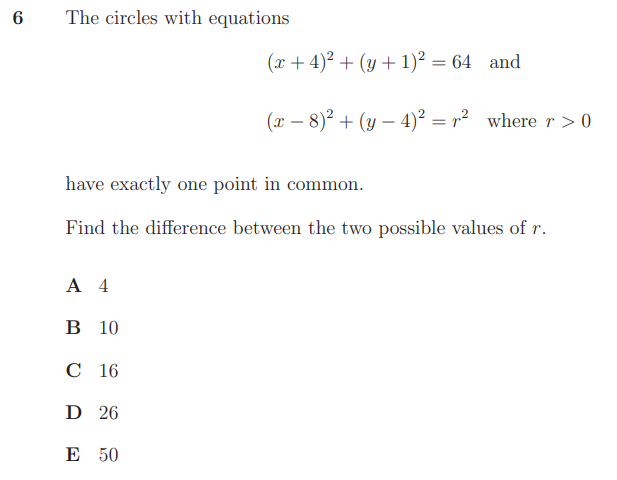 6 The circles with equations
(x + 4)² + (y + 1)² = 64 and
(x − 8)² + (y − 4)² = r² where r > 0
have exactly one point in common.
Find the difference between the two possible values of r.
A 4
B 10
C 16
D 26
E 50